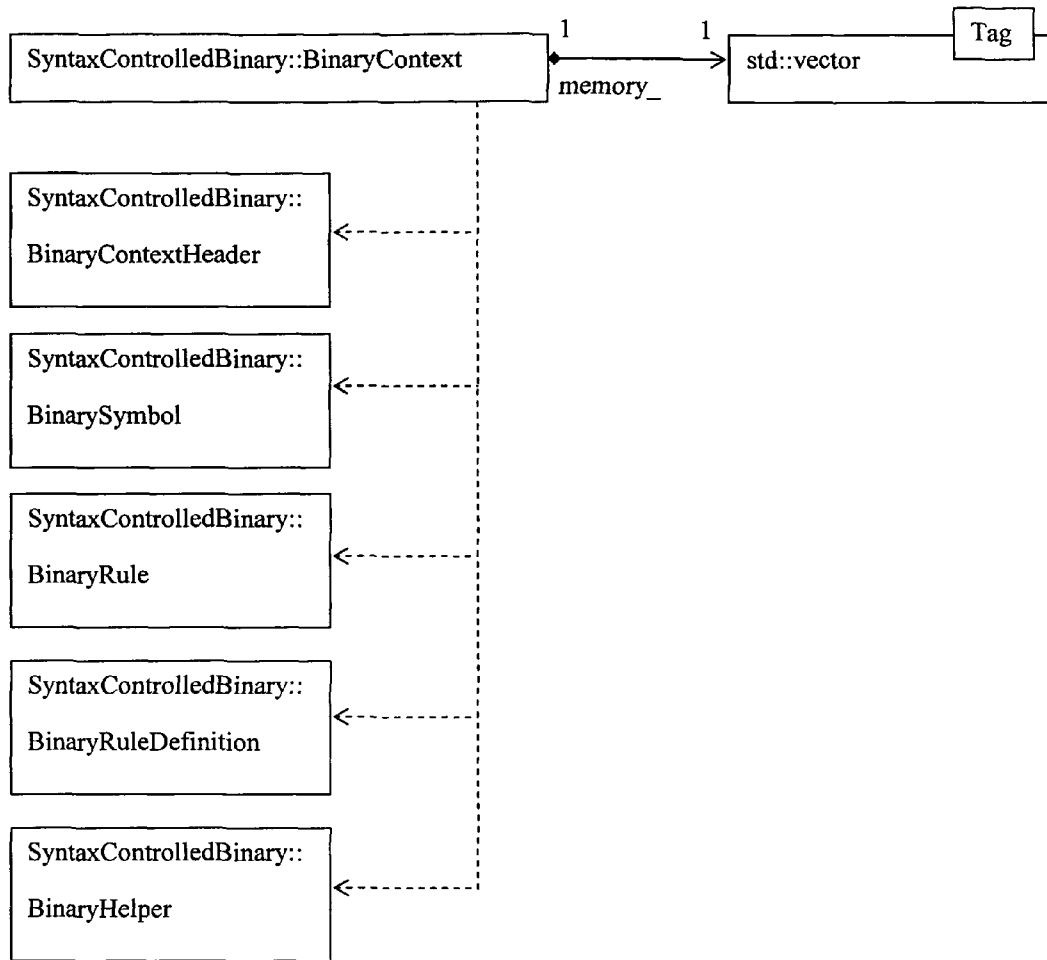 SyntaxControlledBinary::BinaryContext
1
1
memory_
Tag
std::vector
SyntaxControlledBinary::
BinaryContextHeader
SyntaxControlledBinary::
BinarySymbol
SyntaxControlledBinary::
BinaryRule
SyntaxControlledBinary::
BinaryRuleDefinition
SyntaxControlledBinary::
BinaryHelper